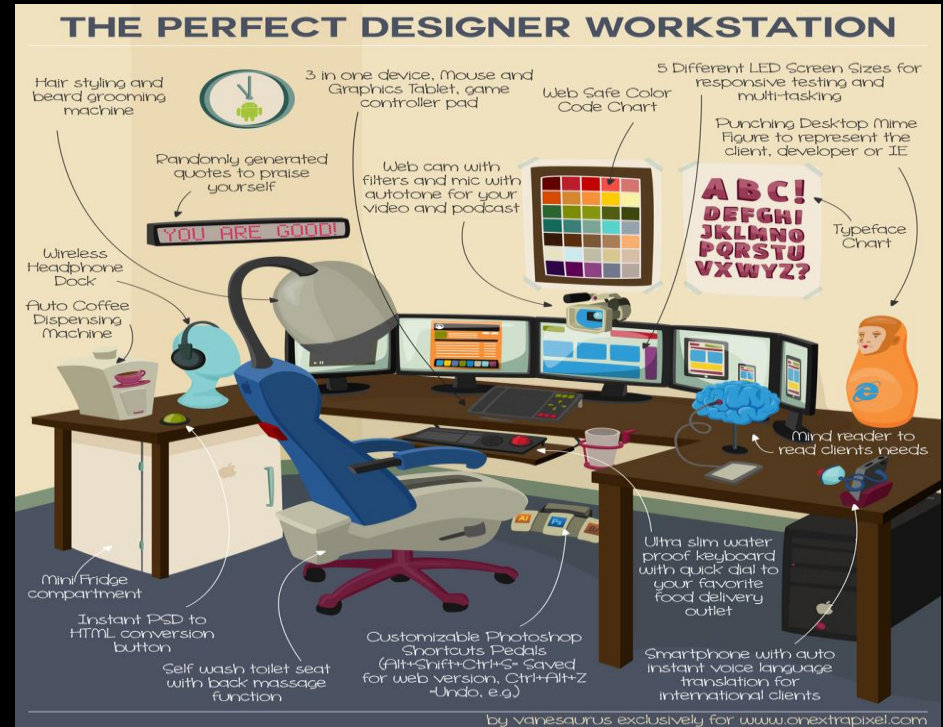 THE PERFECT DESIGNER WORKSTATION
Hair styling and
beard grooming
machine
3 in one device, Mouse and
Graphics Tablet, game
controller pad
Web Safe Color
Code Chart
5 Different LED Screen Sizes for
responsive testing and
multi-tasking
Punching Desktop Mime
Figure to represent the
client, developer or IE
Randomly generated
quotes to praise
yourself
Web cam with
filters and mic with
autotone for your
video and podcast
YOU ARE GOOD!
ABC!
DEFGHI
JKLMNO
PQRSTU
VXWYZ?
Typeface
Chart
Wireless
Headphone
Dock
Auto Coffee
Dispensing
Machine
Mind reader to
read clients needs
Ai
Ps
Br
Mini Fridge
compartment
Instant PSD to
HTML conversion
button
Self wash toilet seat
with back massage
function
Customizable Photoshop
Shortcuts Pedals
(Alt+Shift+Ctrl+S= Saved
for web version, Ctrl+Alt+Z
=Undo, e.g.)
Ultra slim water
proof keyboard
with quick dial to
your favorite
food delivery
outlet
Smartphone with auto
instant voice language
translation for
international clients
by vanesaurus exclusively for www.onextrapixel.com